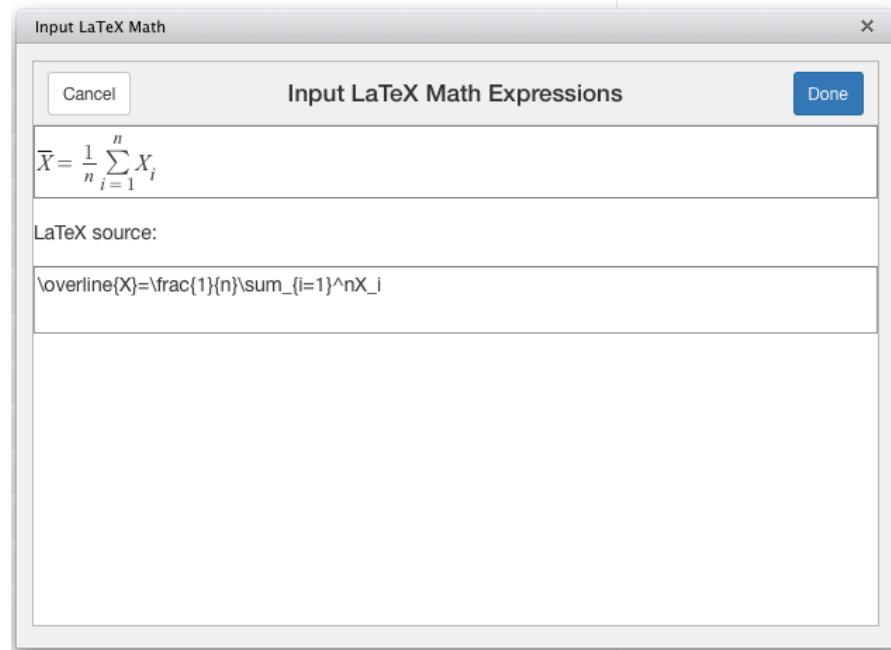 Input LaTeX Math ×
Cancel Input LaTeX Math Expressions Done
X̅ = 1/n ∑_{i = 1}^{n} X_i
LaTeX source:
\overline{X}=\frac{1}{n}\sum_{i=1}^nX_i